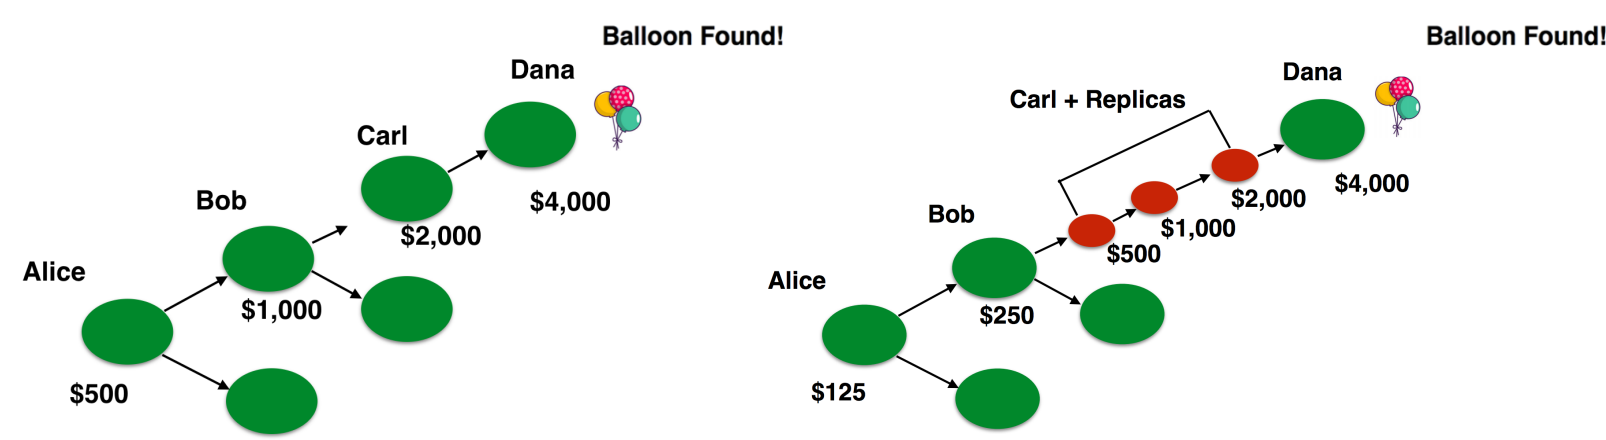 Balloon Found!
Dana
Carl
$4,000
Bob
$2,000
Alice
$1,000
$500
Balloon Found!
Dana
Carl + Replicas
$4,000
$2,000
Bob
$1,000
$500
Alice
$250
$125